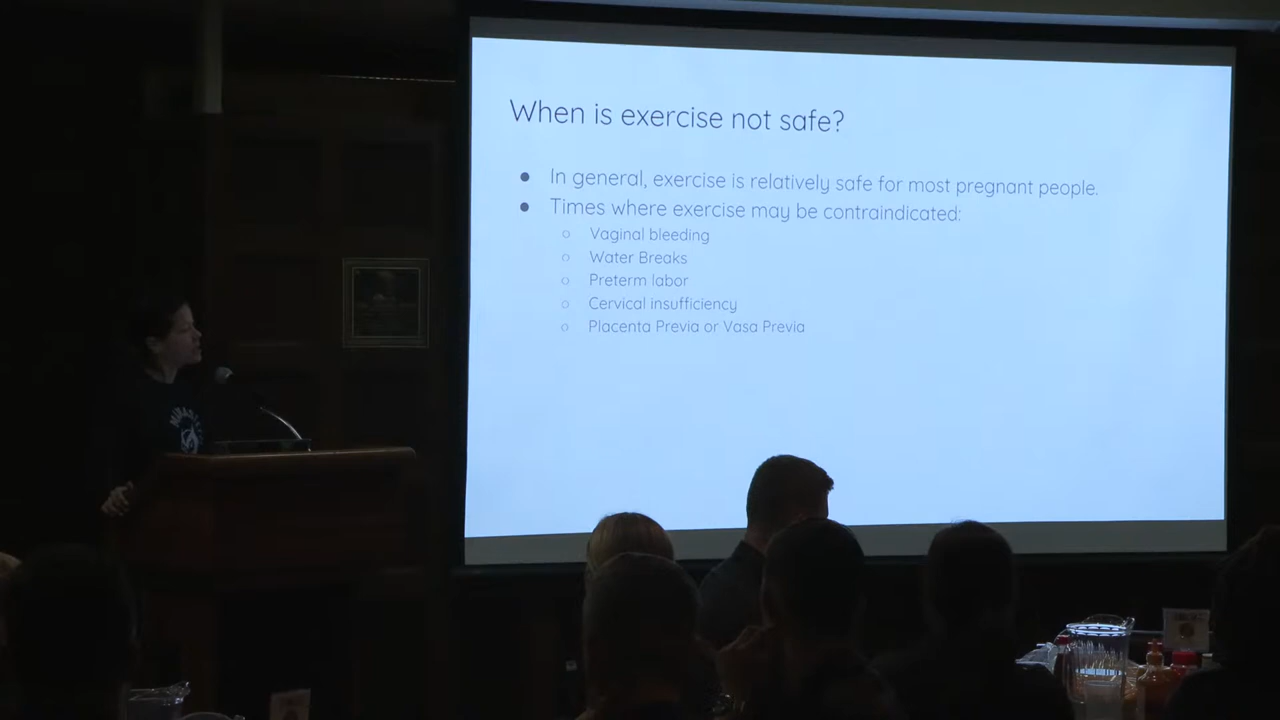 When is exercise not safe?
● In general, exercise is relatively safe for most pregnant people.
● Times where exercise may be contraindicated:
○ Vaginal bleeding
○ Water Breaks
○ Preterm labor
○ Cervical insufficiency
○ Placenta Previa or Vasa Previa